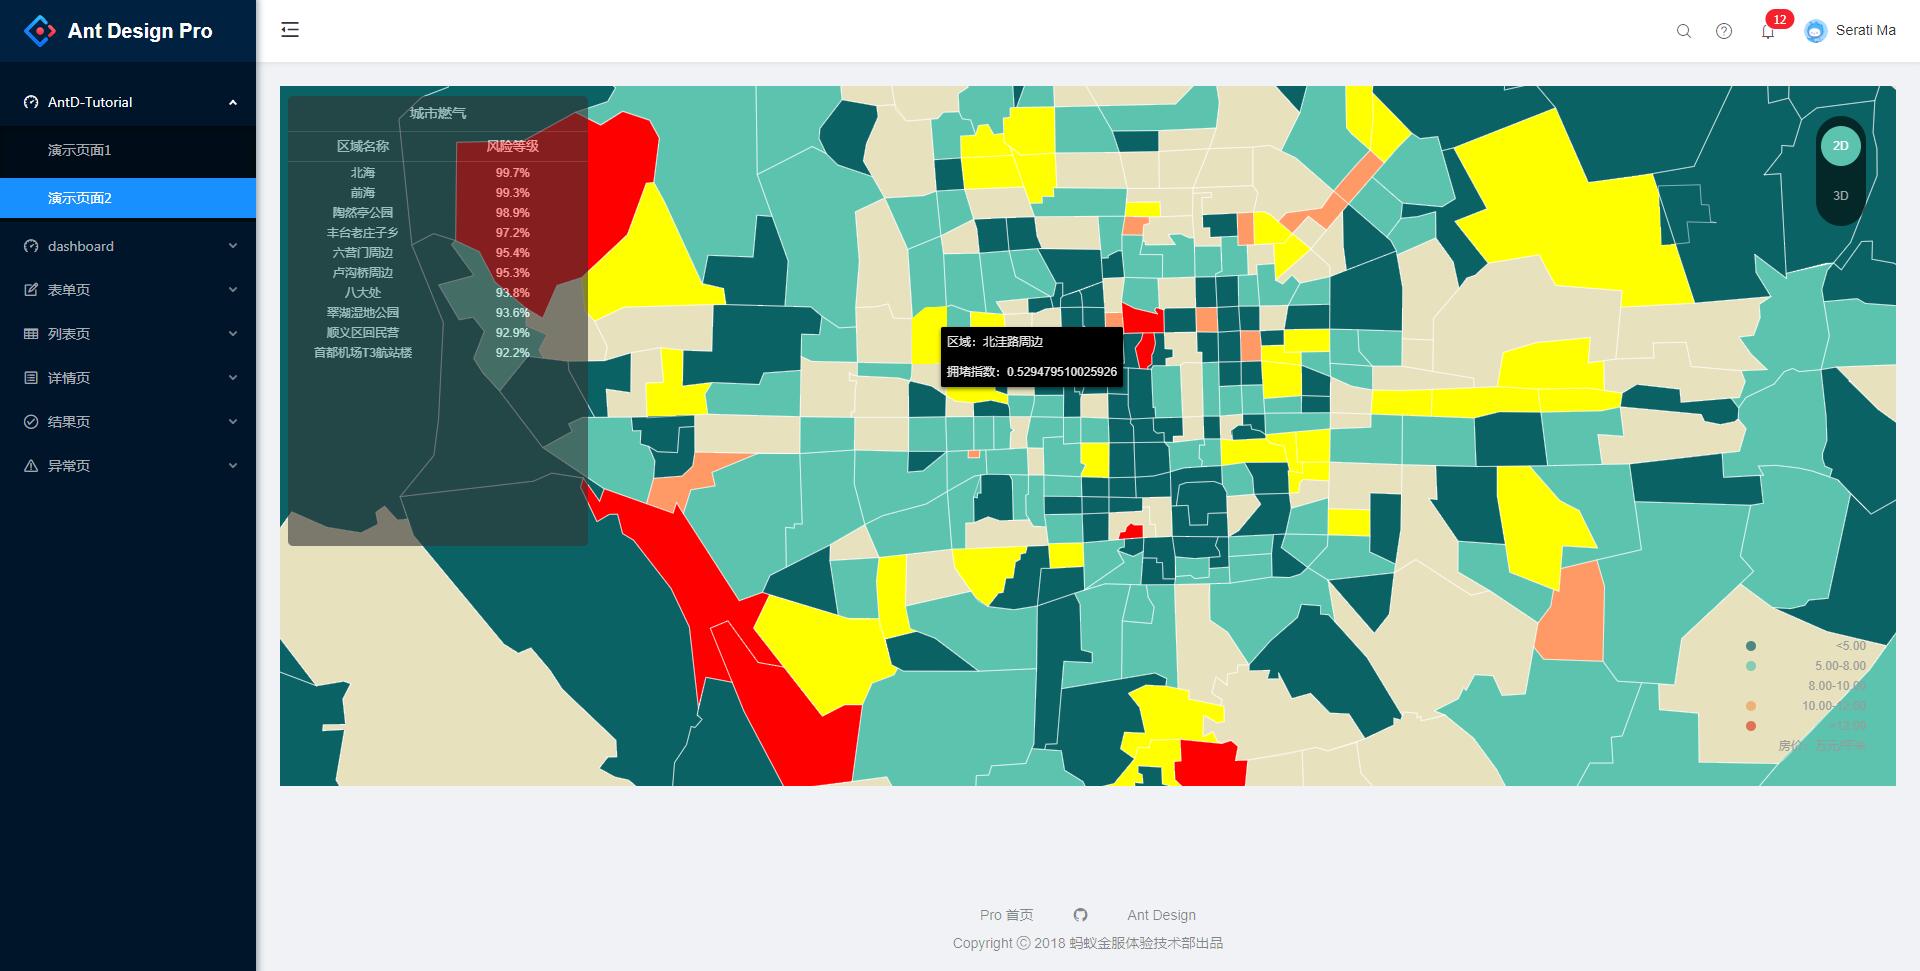 Ant Design Pro
12
Serati Ma
AntD-Tutorial
演示页面1
演示页面2
dashboard
表单页
列表页
详情页
结果页
异常页
城市燃气
区域名称 风险等级
北海 99.7%
前海 99.3%
陶然亭公园 98.9%
丰台老庄子乡 97.2%
六营门周边 95.4%
卢沟桥周边 95.3%
八大处 93.8%
翠湖湿地公园 93.6%
顺义区回民营 92.9%
首都机场T3航站楼 92.2%
2D
3D
区域：北洼路周边
拥堵指数：0.529479510025926
<5.00
5.00-8.00
8.00-10.00
10.00-12.00
>12.00
房价：万元/平米
Pro 首页 Ant Design
Copyright © 2018 蚂蚁金服体验技术部出品